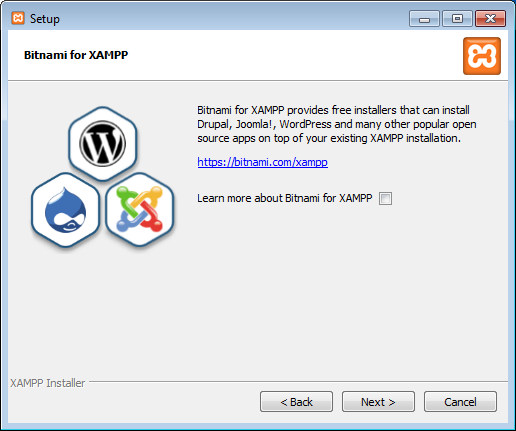 Setup
Bitnami for XAMPP
Bitnami for XAMPP provides free installers that can install
Drupal, Joomla!, WordPress and many other popular open
source apps on top of your existing XAMPP installation.
https://bitnami.com/xampp
Learn more about Bitnami for XAMPP
XAMPP Installer
< Back
Next >
Cancel